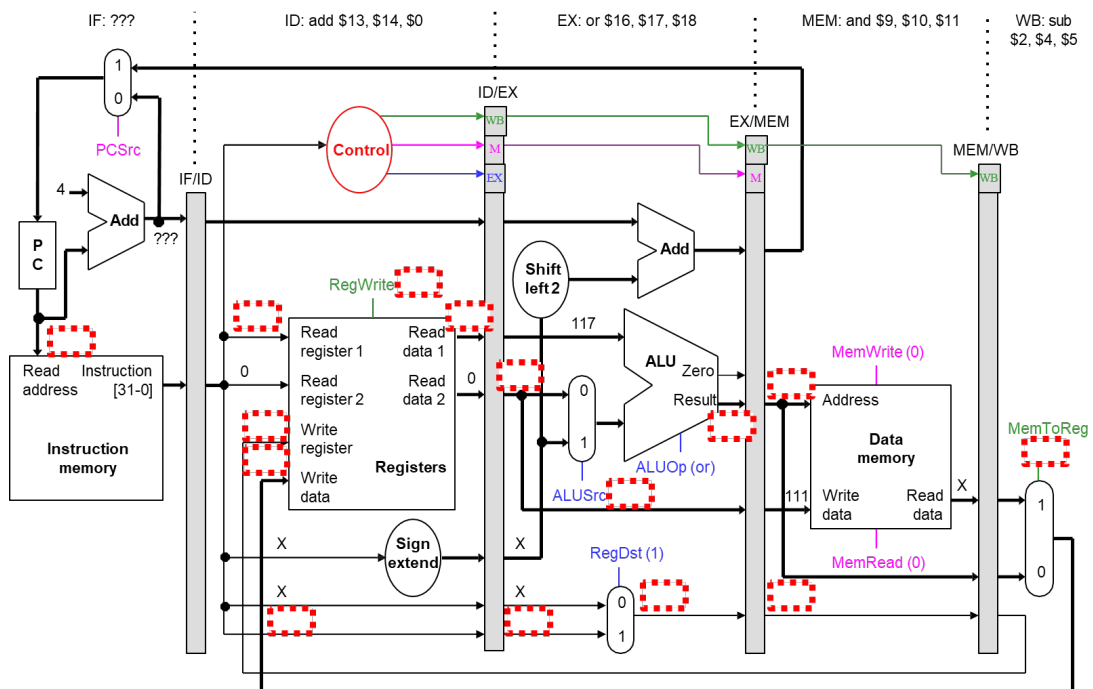 IF: ???
ID: add $13, $14, $0
EX: or $16, $17, $18
MEM: and $9, $10, $11
WB: sub
$2, $4, $5
1
0
PCSrc
4
Add
???
P
C
IF/ID
Control
ID/EX
WB
M
EX
EX/MEM
WB
M
MEM/WB
WB
Shift
left 2
Add
RegWrite
Read
register 1
Read
data 1
0
Read
register 2
Read
data 2
0
Write
register
Registers
Write
data
Read
address
Instruction
[31-0]
Instruction
memory
117
0
1
ALUSrc
ALU
Zero
Result
ALUOp (or)
MemWrite (0)
Address
Data
memory
111
Write
data
Read
data
X
MemRead (0)
MemToReg
1
0
X
Sign
extend
X
RegDst (1)
X
X
0
1